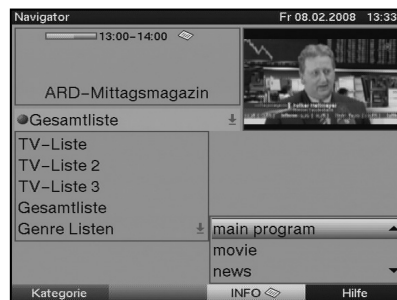 Navigator Fr 08.02.2008 13:33
13:00-14:00
ARD-Mittagsmagazin
Gesamtliste
TV-Liste
TV-Liste 2
TV-Liste 3
Gesamtliste
Genre Listen
main program
movie
news
Kategorie INFO Hilfe